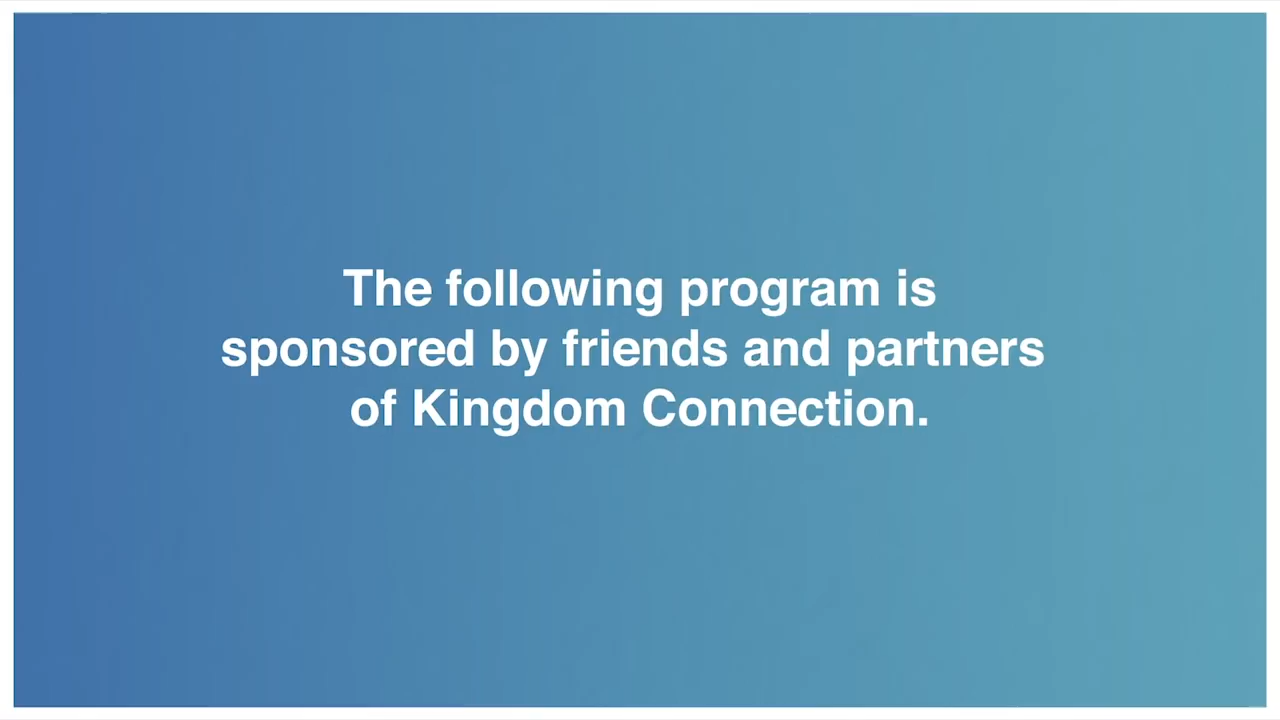 The following program is
sponsored by friends and partners
of Kingdom Connection.